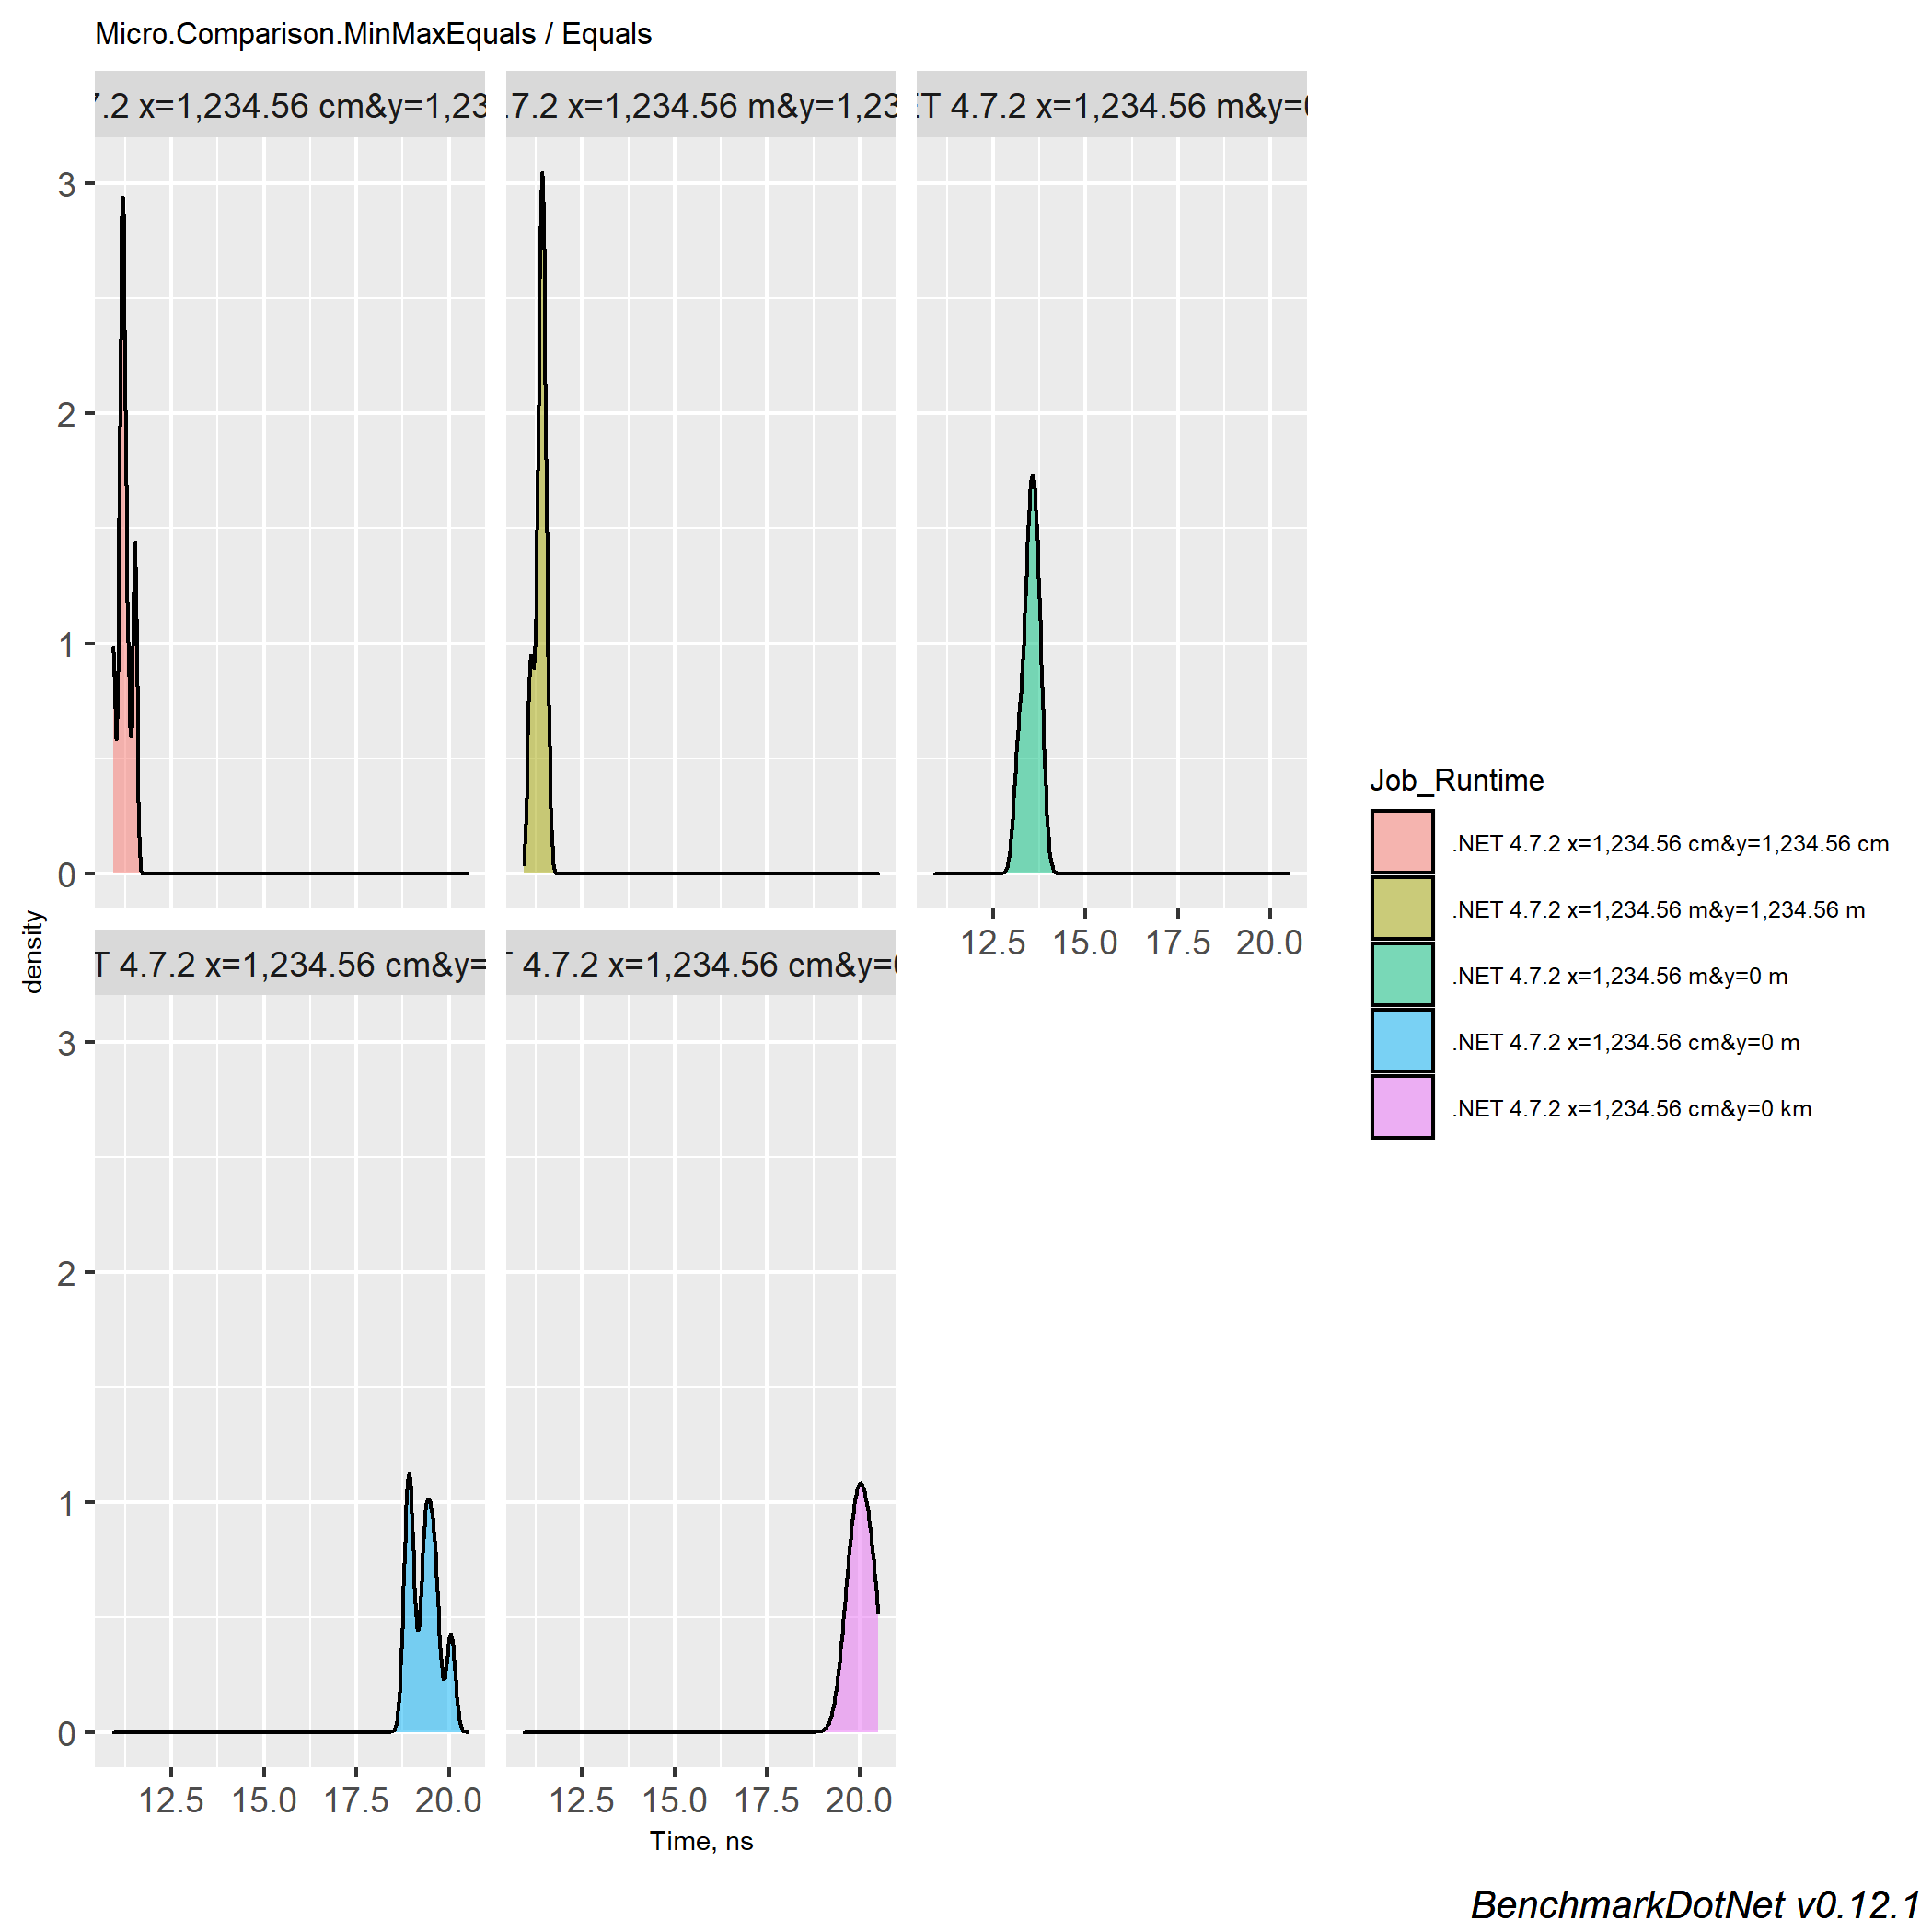 Micro.Comparison.MinMaxEquals / Equals
7.2 x=1,234.56 cm&y=1,23
.7.2 x=1,234.56 m&y=1,23
ET 4.7.2 x=1,234.56 m&y=0
3
2
1
0
12.5 15.0 17.5 20.0
density
T 4.7.2 x=1,234.56 cm&y=
T 4.7.2 x=1,234.56 cm&y=0
3
2
1
0
12.5 15.0 17.5 20.0
12.5 15.0 17.5 20.0
Time, ns
Job_Runtime
.NET 4.7.2 x=1,234.56 cm&y=1,234.56 cm
.NET 4.7.2 x=1,234.56 m&y=1,234.56 m
.NET 4.7.2 x=1,234.56 m&y=0 m
.NET 4.7.2 x=1,234.56 cm&y=0 m
.NET 4.7.2 x=1,234.56 cm&y=0 km
BenchmarkDotNet v0.12.1